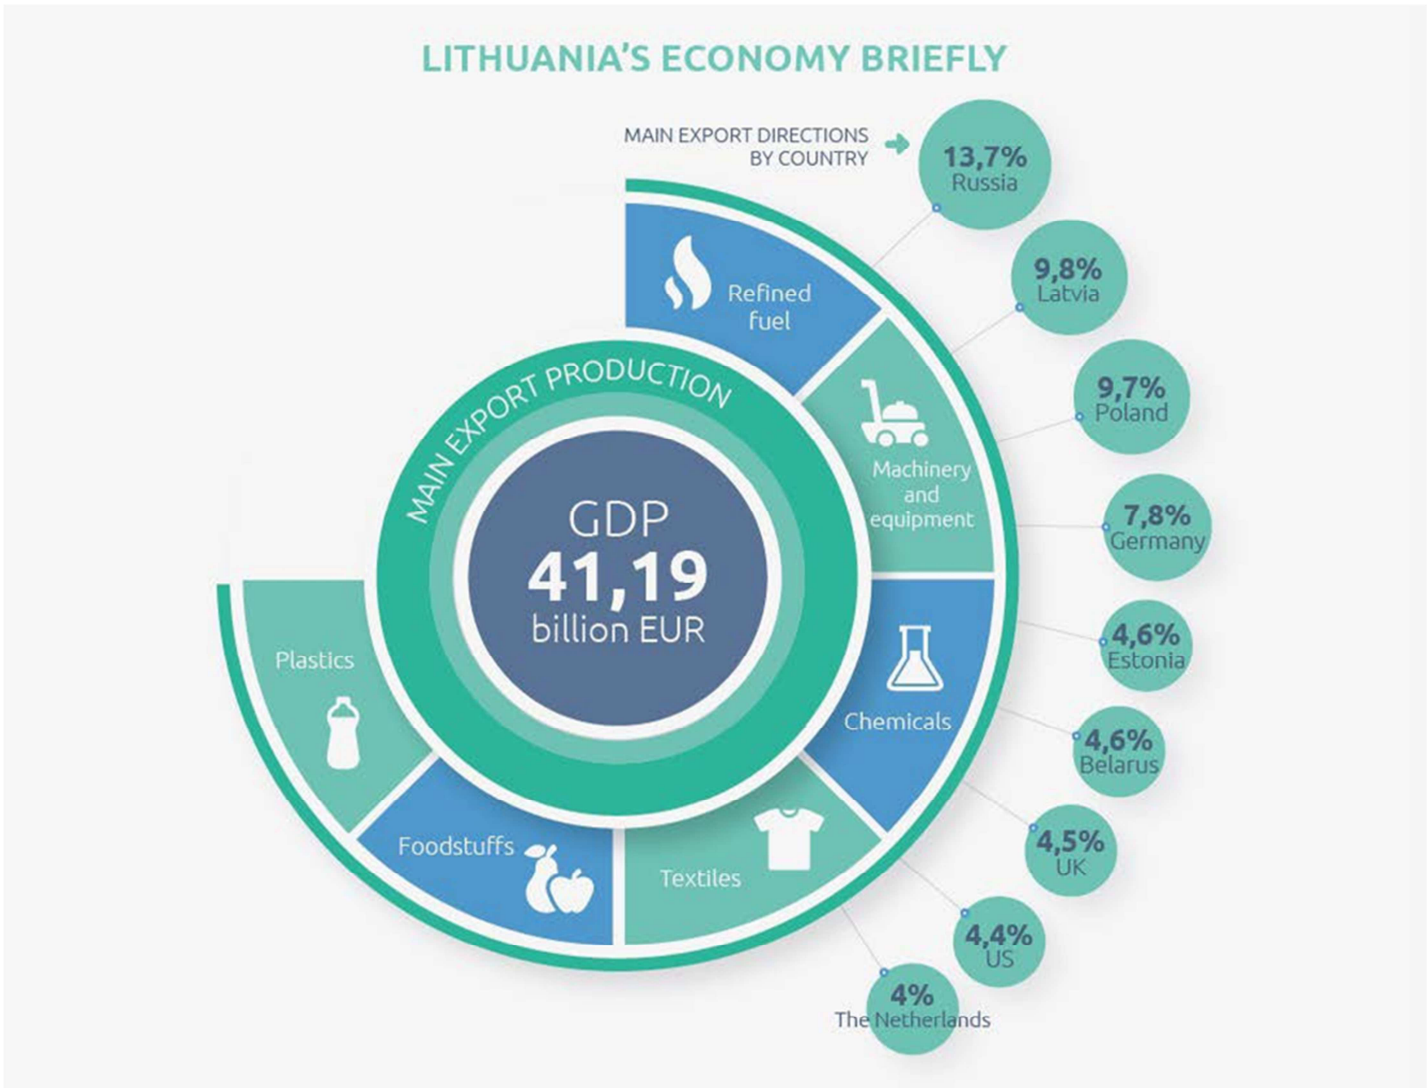 LITHUANIA'S ECONOMY BRIEFLY
MAIN EXPORT DIRECTIONS
BY COUNTRY
13,7%
Russia
9,8%
Latvia
9,7%
Poland
7,8%
Germany
4,6%
Estonia
4,6%
Belarus
4,5%
UK
4,4%
US
4%
The Netherlands
MAIN EXPORT PRODUCTION
Refined
fuel
Machinery
and
equipment
Chemicals
Textiles
Foodstuffs
Plastics
GDP
41,19
billion EUR